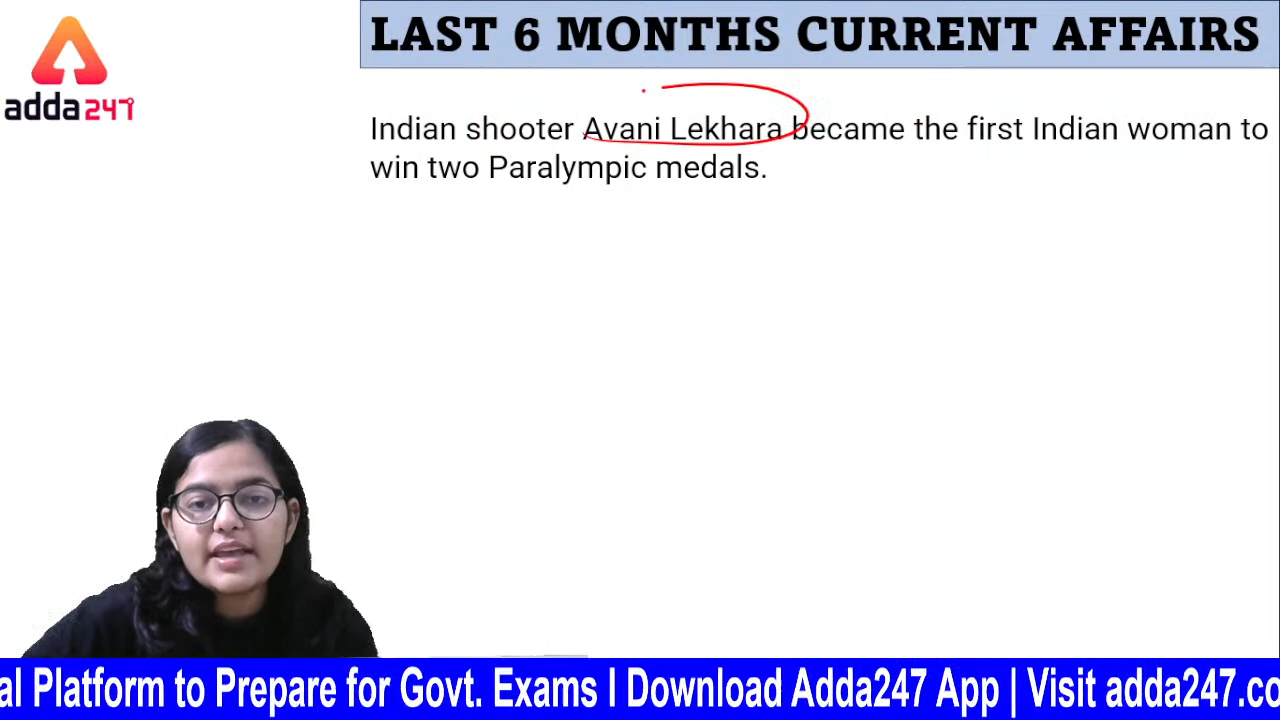 LAST 6 MONTHS CURRENT AFFAIRS
adda247
Indian shooter Avani Lekhara became the first Indian woman to
win two Paralympic medals.
al Platform to Prepare for Govt. Exams I Download Adda247 App | Visit adda247.co